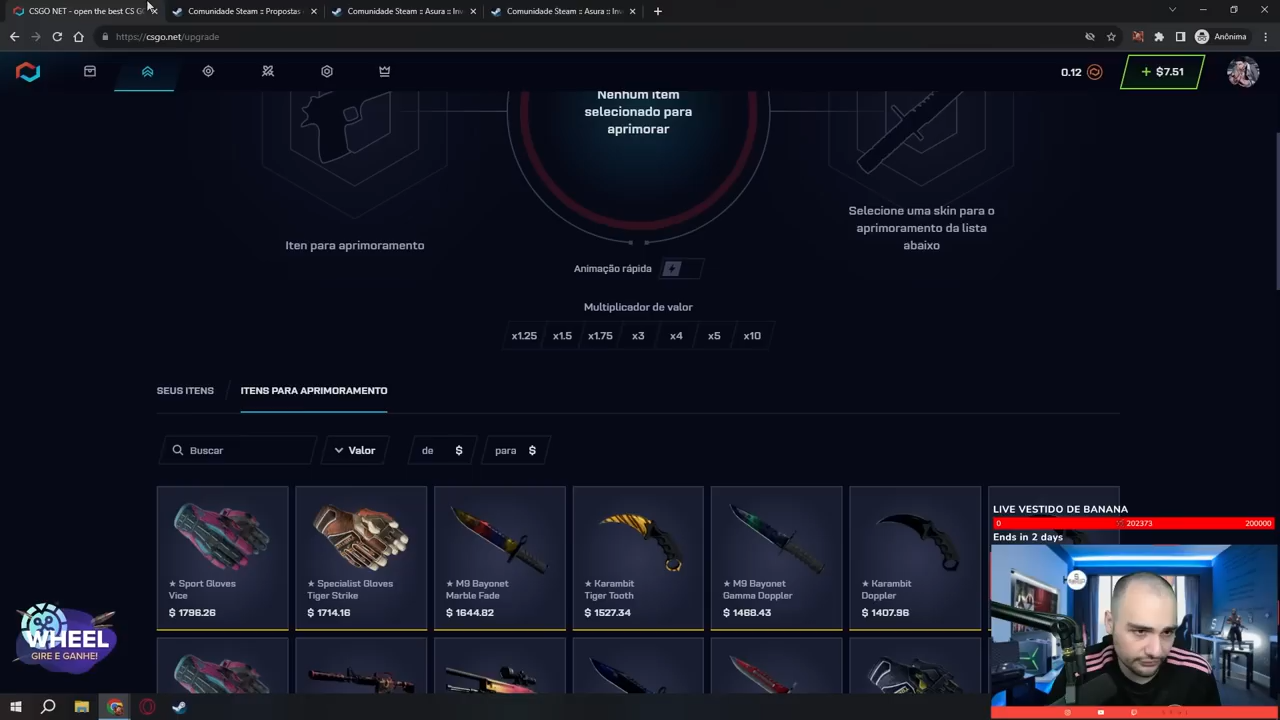 CSGO NET - open the best CS G
Comunidade Steam :: Propostas
Comunidade Steam :: Asura :: Inv
Comunidade Steam :: Asura :: Inv
https://csgo.net/upgrade
Anônima
0.12
+ $7.51
Nenhum item
selecionado para
aprimorar
Iten para aprimoramento
Selecione uma skin para o
aprimoramento da lista
abaixo
Animação rápida
Multiplicador de valor
x1.25 x1.5 x1.75 x3 x4 x5 x10
SEUS ITENS ITENS PARA APRIMORAMENTO
Buscar Valor de $ para $
★ Sport Gloves
Vice
$ 1796.26
★ Specialist Gloves
Tiger Strike
$ 1714.16
★ M9 Bayonet
Marble Fade
$ 1644.82
★ Karambit
Tiger Tooth
$ 1527.34
★ M9 Bayonet
Gamma Doppler
$ 1468.43
★ Karambit
Doppler
$ 1407.96
LIVE VESTIDO DE BANANA
0 202373 200000
Ends in 2 days
WHEEL
GIRE E GANHE!